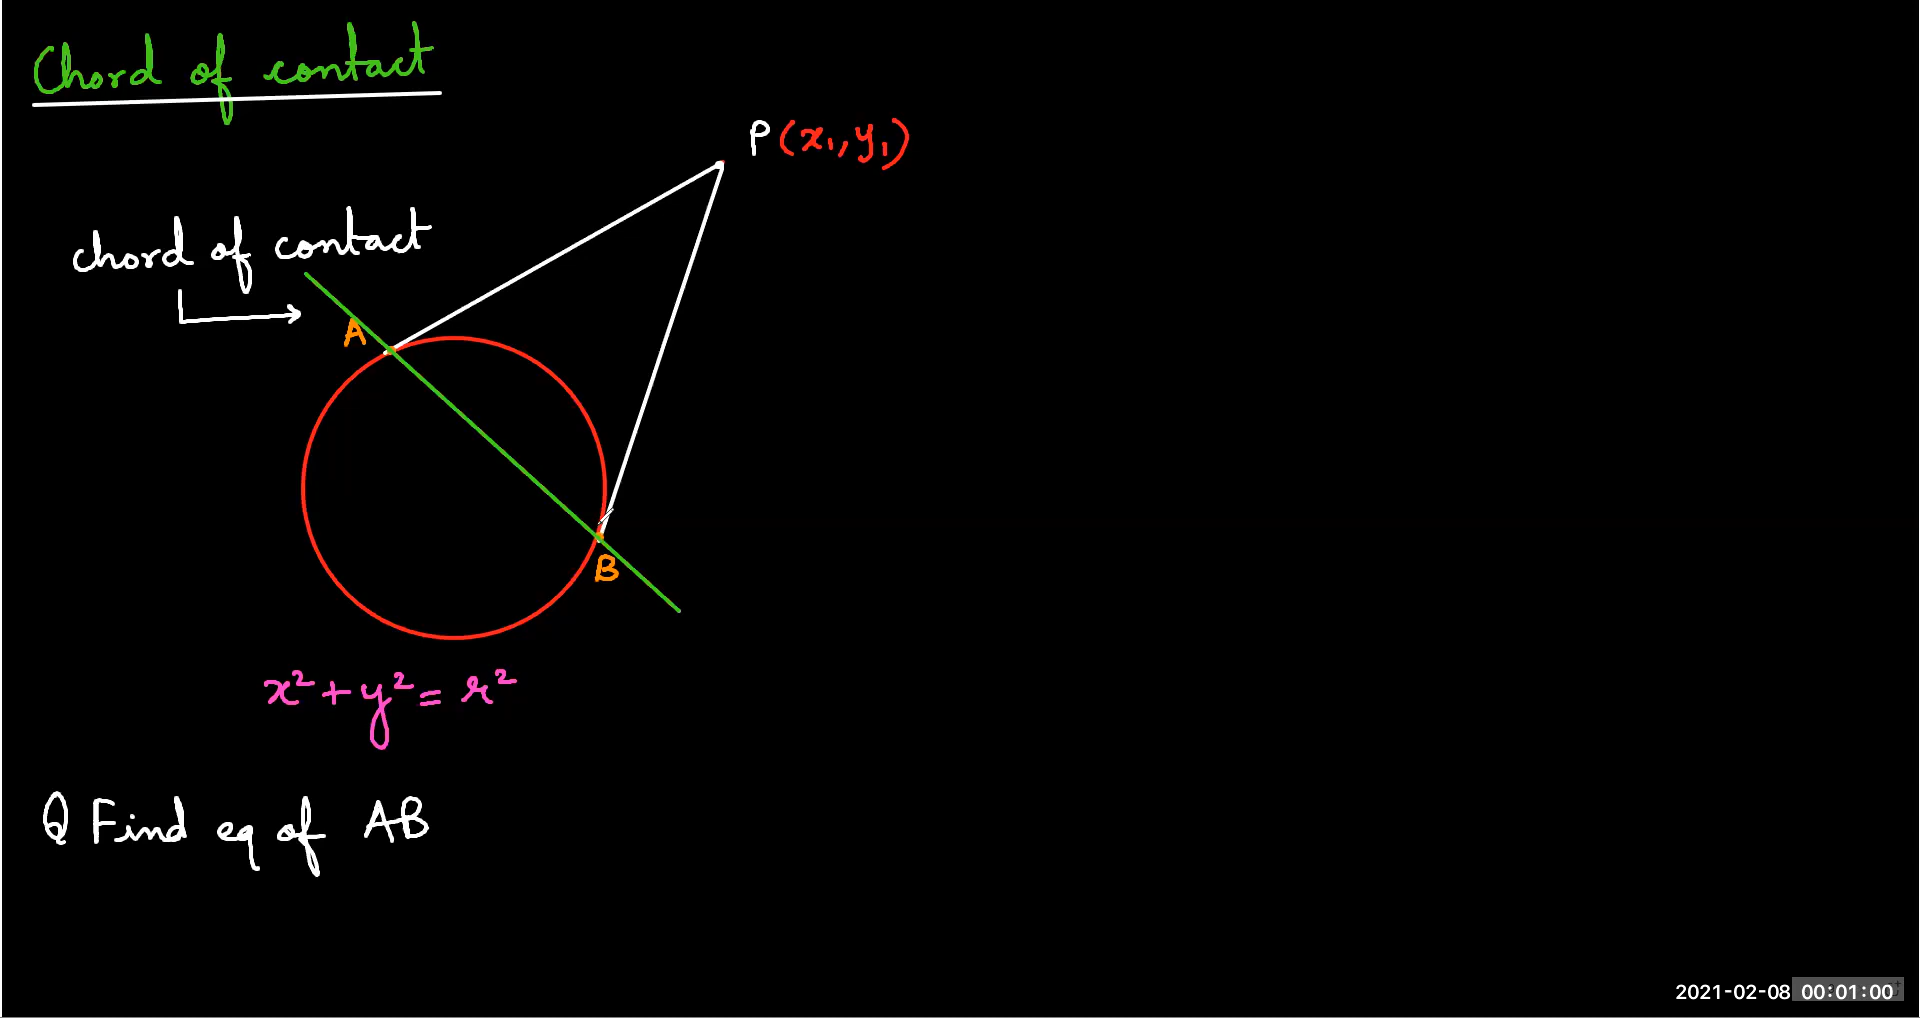 Chord of contact
P(x₁, y₁)
chord of contact
A
B
x² + y² = r²
Q Find eq of AB
2021-02-08 00:01:00